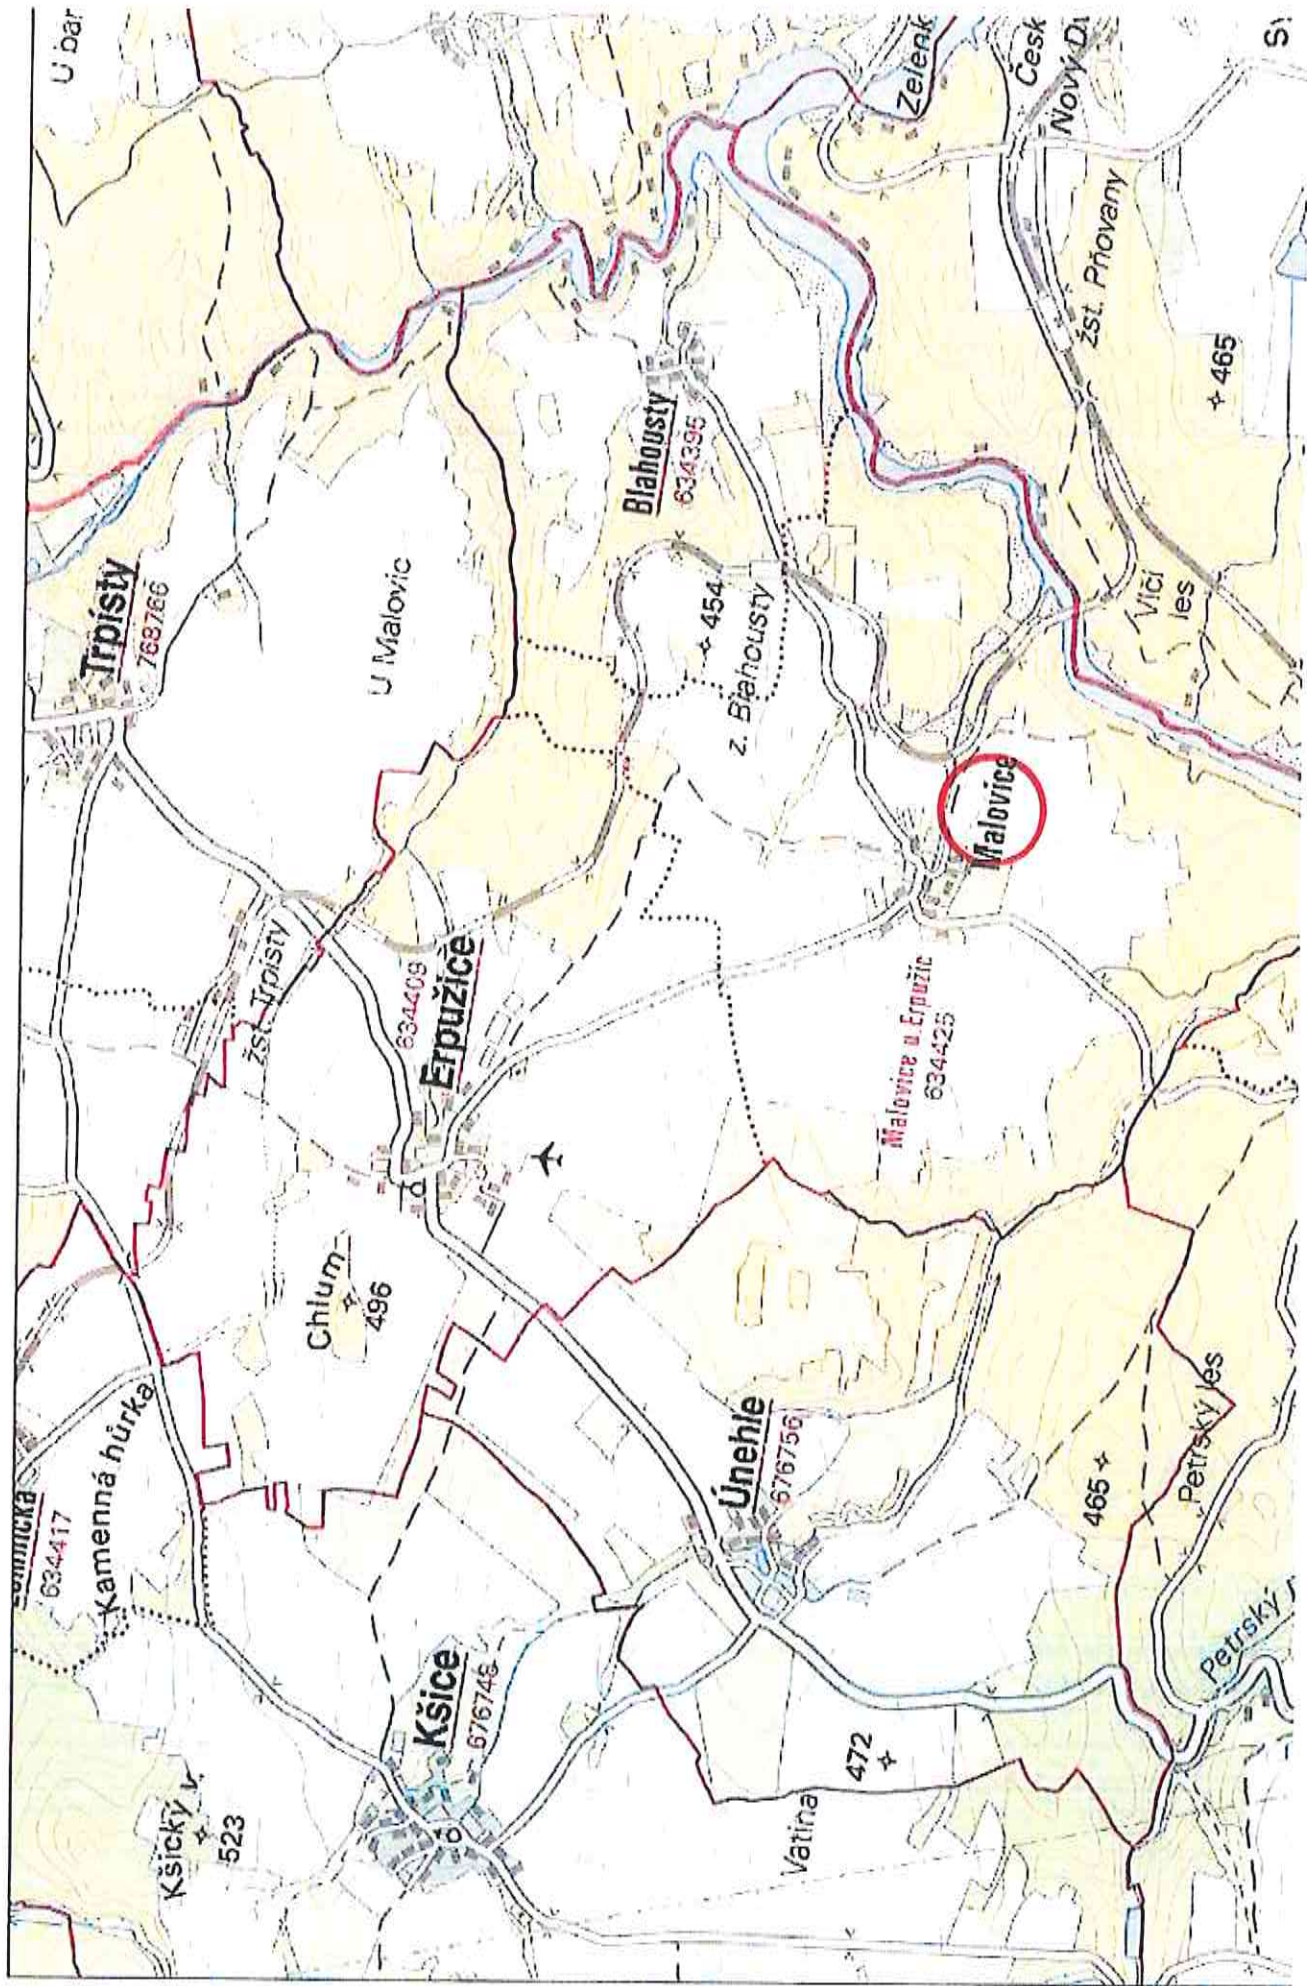 Kšický v.
523
Kšice
676746
Vatina
472
634417
Kamenná hůrka
Chlum
496
Únehle
676756
465
Petrský les
Petrský
žst. Trpísty
634409
Erpužice
Malovice u Erpužic
634425
Trpísty
768766
U Malovic
454
z. Blahousty
Malovice
Blahousty
634395
Vlčí
les
žst. Pňovany
465
U bar
Zelenk
Česk
Nový D